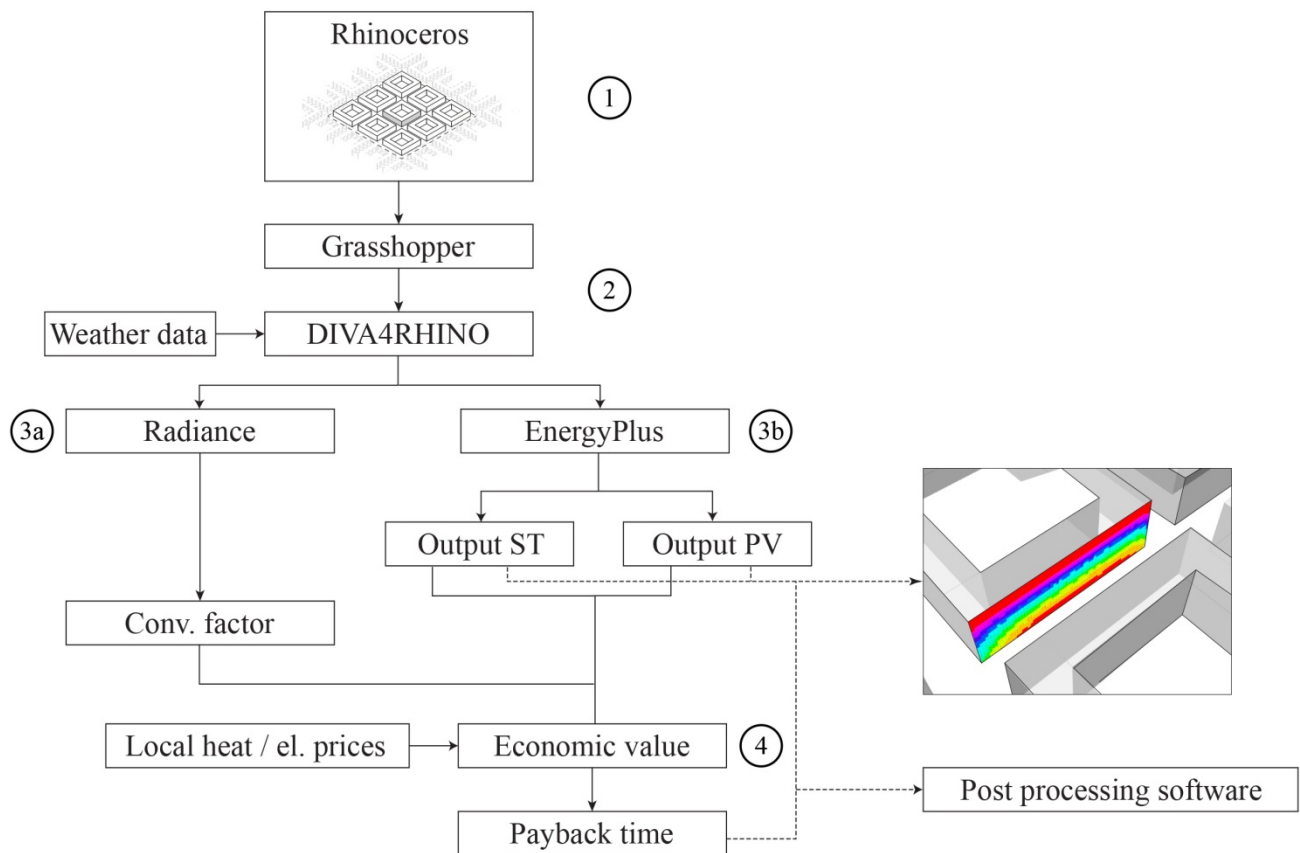 Rhinoceros
1
Grasshopper
2
Weather data
DIVA4RHINO
3a
Radiance
EnergyPlus
3b
Output ST
Output PV
Conv. factor
Local heat / el. prices
Economic value
4
Post processing software
Payback time